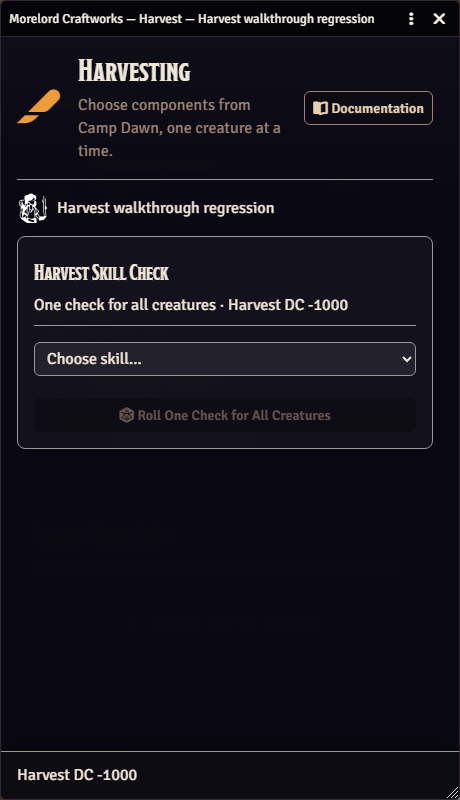 Morelord Craftworks — Harvest — Harvest walkthrough regression
Harvesting
Choose components from
Camp Dawn, one creature at a
time.
Documentation
Harvest walkthrough regression
Harvest Skill Check
One check for all creatures · Harvest DC -1000
Choose skill...
Roll One Check for All Creatures
Harvest DC -1000